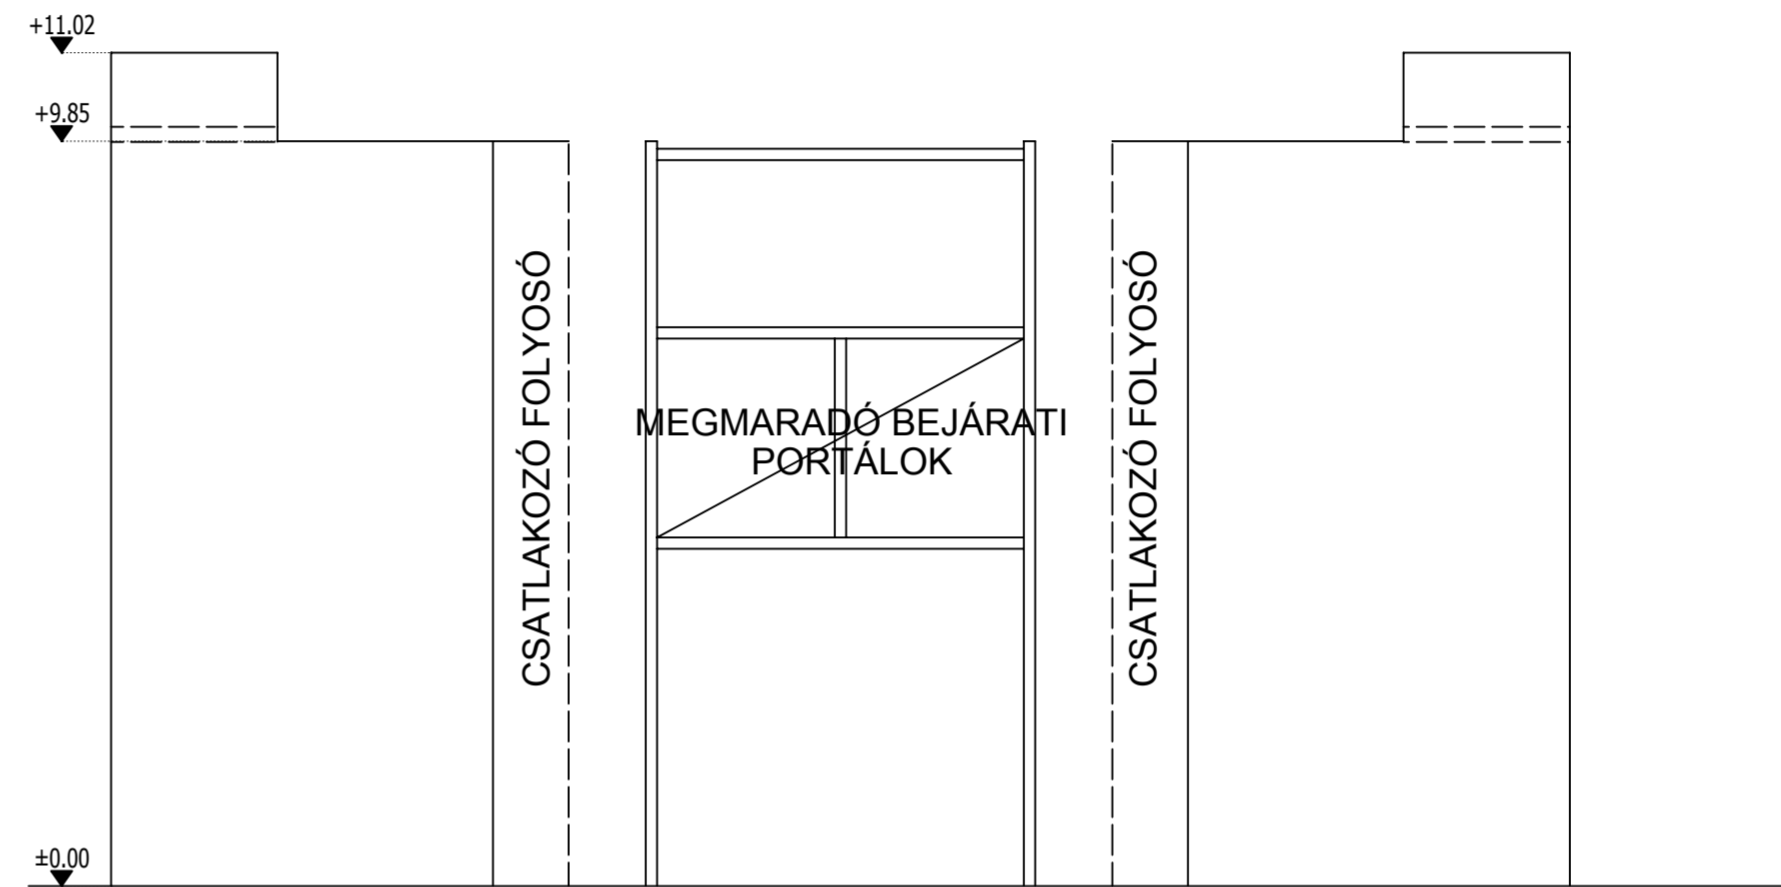 +11.02
+9.85
CSATLAKOZÓ FOLYOSÓ
MEGMARADÓ BEJÁRATI
PORTÁLOK
CSATLAKOZÓ FOLYOSÓ
±0.00